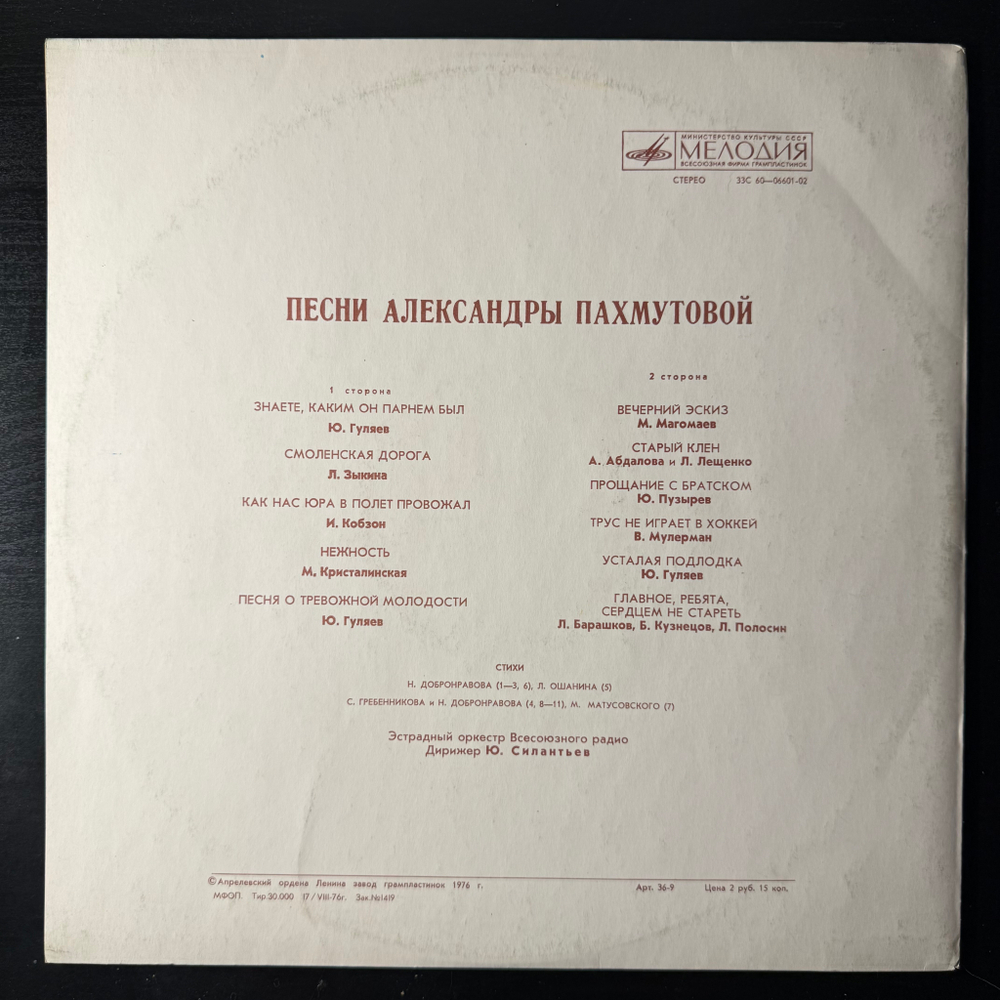 МИНИСТЕРСТВО КУЛЬТУРЫ СССР
МЕЛОДИЯ
ВСЕСОЮЗНАЯ ФИРМА ГРАМПЛАСТИНОК
СТЕРЕО 33С 60—06601-02
ПЕСНИ АЛЕКСАНДРЫ ПАХМУТОВОЙ
1 сторона
ЗНАЕТЕ, КАКИМ ОН ПАРНЕМ БЫЛ
Ю. Гуляев
СМОЛЕНСКАЯ ДОРОГА
Л. Зыкина
КАК НАС ЮРА В ПОЛЕТ ПРОВОЖАЛ
И. Кобзон
НЕЖНОСТЬ
М. Кристалинская
ПЕСНЯ О ТРЕВОЖНОЙ МОЛОДОСТИ
Ю. Гуляев
2 сторона
ВЕЧЕРНИЙ ЭСКИЗ
М. Магомаев
СТАРЫЙ КЛЕН
А. Абдалова и Л. Лещенко
ПРОЩАНИЕ С БРАТСКОМ
Ю. Пузырев
ТРУС НЕ ИГРАЕТ В ХОККЕЙ
В. Мулерман
УСТАЛАЯ ПОДЛОДКА
Ю. Гуляев
ГЛАВНОЕ, РЕБЯТА,
СЕРДЦЕМ НЕ СТАРЕТЬ
Л. Барашков, Б. Кузнецов, Л. Полосин
СТИХИ
Н. ДОБРОНРАВОВА (1—3, 6), Л. ОШАНИНА (5)
С. ГРЕБЕННИКОВА и Н. ДОБРОНРАВОВА (4, 8—11), М. МАТУСОВСКОГО (7)
Эстрадный оркестр Всесоюзного радио
Дирижер Ю. Силантьев
©Апрелевский ордена Ленина завод грампластинок 1976 г. Арт. 36-9 Цена 2 руб. 15 коп.
МФОП. Тир.30.000 17/VIII-76г. Зак.№1419